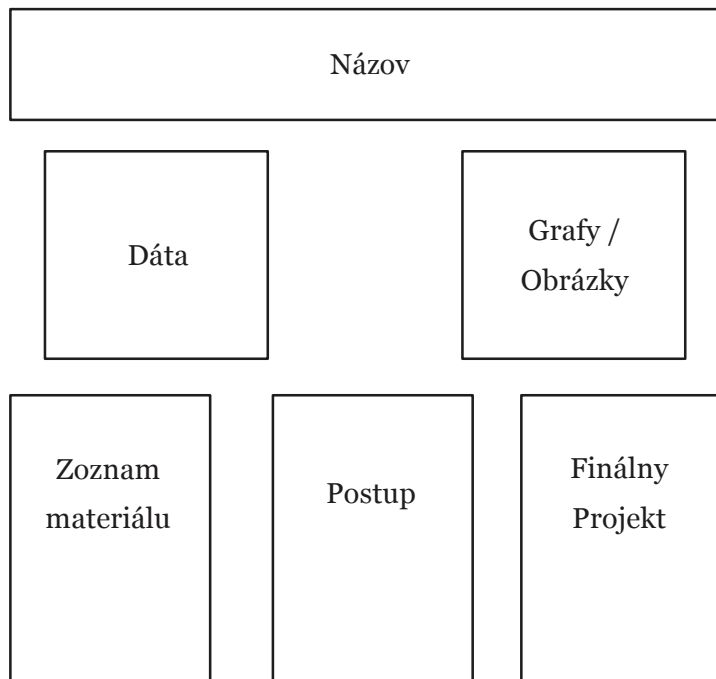 Názov
Dáta
Grafy /
Obrázky
Zoznam
materiálu
Postup
Finálny
Projekt